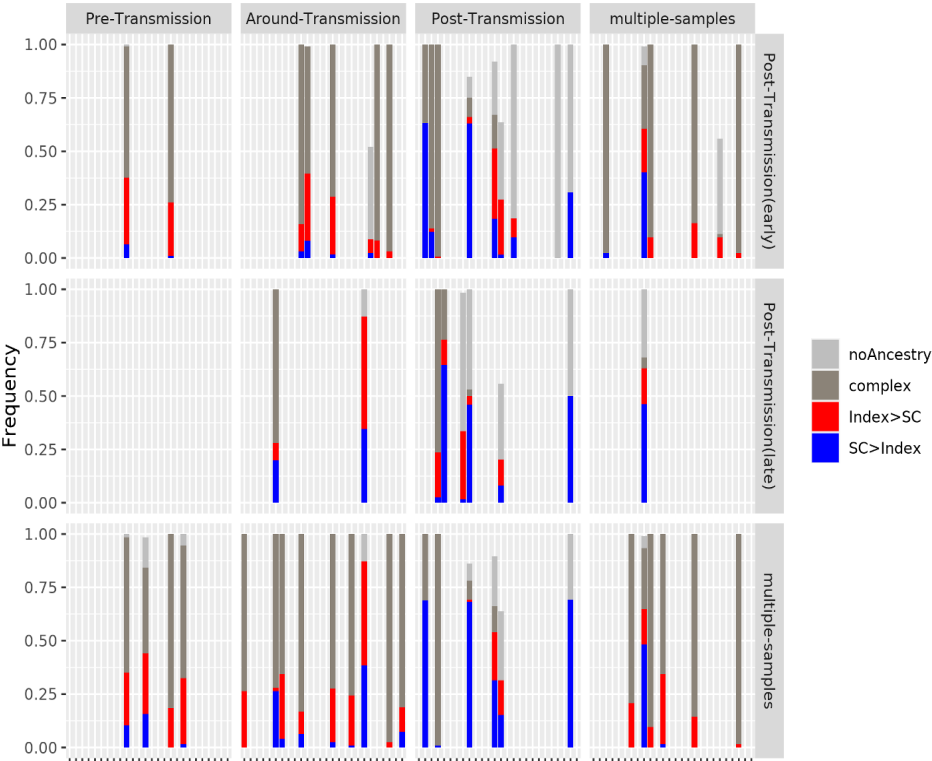 Pre-Transmission Around-Transmission Post-Transmission multiple-samples
1.00
0.75
0.50
0.25
0.00
Post-Transmission(early)
1.00
0.75
0.50
0.25
0.00
Post-Transmission(late)
1.00
0.75
0.50
0.25
0.00
multiple-samples
Frequency
noAncestry
complex
Index>SC
SC>Index